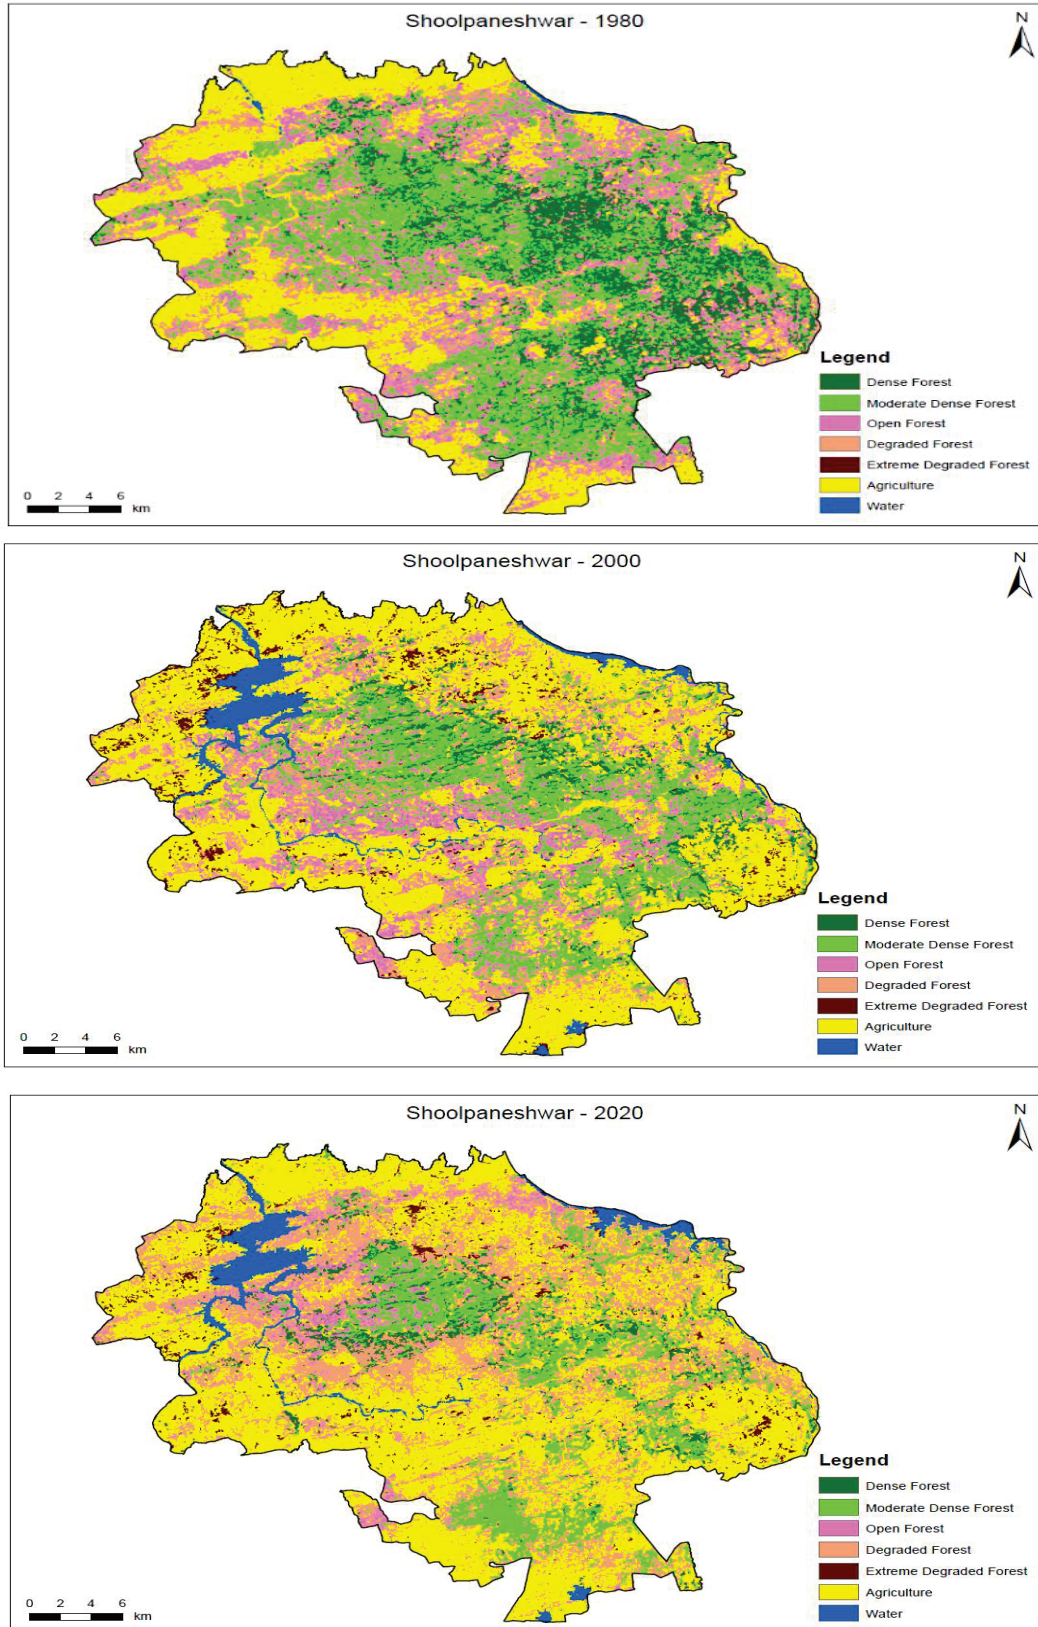 Shoolpaneshwar - 1980
N
Legend
Dense Forest
Moderate Dense Forest
Open Forest
Degraded Forest
Extreme Degraded Forest
Agriculture
Water
0 2 4 6
km
Shoolpaneshwar - 2000
N
Legend
Dense Forest
Moderate Dense Forest
Open Forest
Degraded Forest
Extreme Degraded Forest
Agriculture
Water
0 2 4 6
km
Shoolpaneshwar - 2020
N
Legend
Dense Forest
Moderate Dense Forest
Open Forest
Degraded Forest
Extreme Degraded Forest
Agriculture
Water
0 2 4 6
km